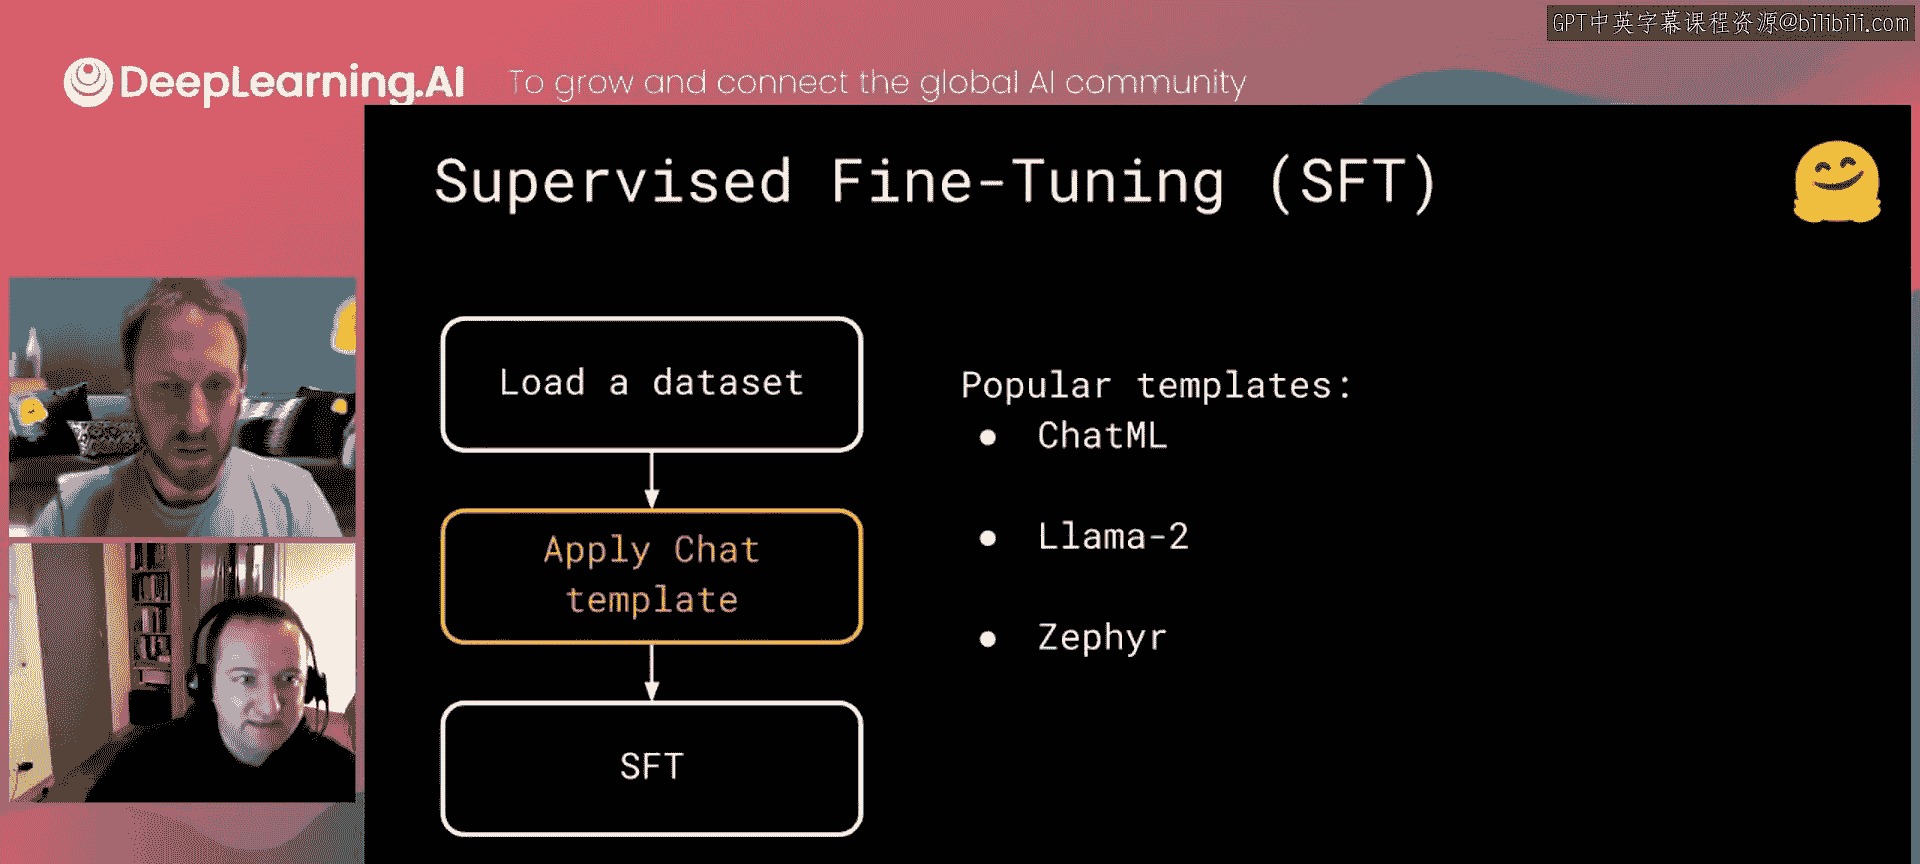 GPT中英字幕课程资源@bilibili.com
DeepLearning.AI
To grow and connect the global AI community
Supervised Fine-Tuning (SFT)
Load a dataset
Apply Chat
template
SFT
Popular templates:
● ChatML
● Llama-2
● Zephyr